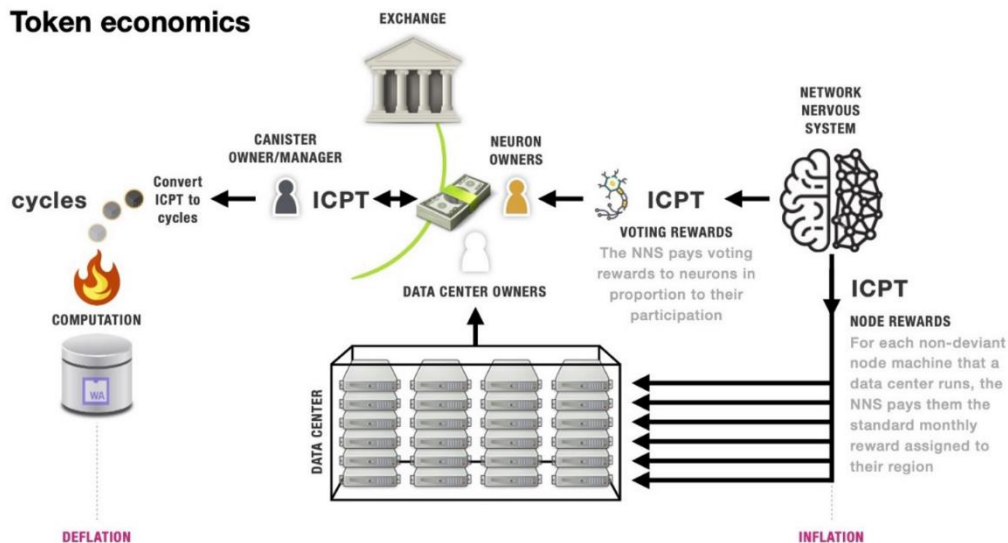 Token economics
EXCHANGE
NETWORK
NERVOUS
SYSTEM
CANISTER
OWNER/MANAGER
NEURON
OWNERS
cycles
Convert
ICPT to
cycles
ICPT
ICPT
VOTING REWARDS
The NNS pays voting
rewards to neurons in
proportion to their
participation
DATA CENTER OWNERS
COMPUTATION
WA
ICPT
NODE REWARDS
For each non-deviant
node machine that a
data center runs, the
NNS pays them the
standard monthly
reward assigned to
their region
DATA CENTER
DEFLATION
INFLATION